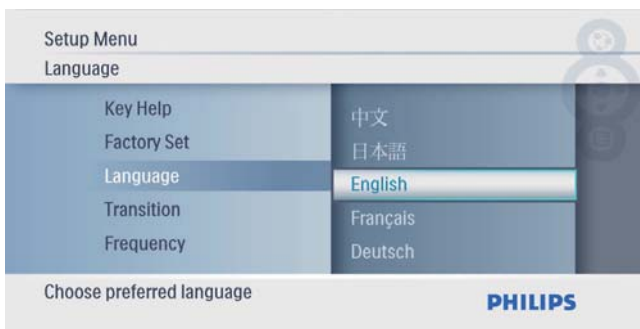 Setup Menu
Language
Key Help
Factory Set
Language
Transition
Frequency
中文
日本語
English
Français
Deutsch
Choose preferred language
PHILIPS